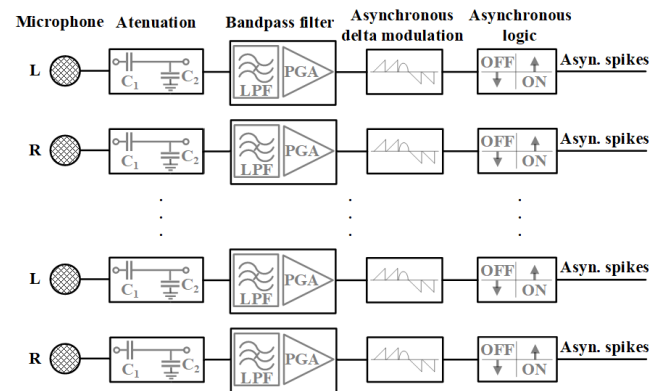 Microphone Atenuation Bandpass filter Asynchronous delta modulation Asynchronous logic
L C1 C2 LPF PGA OFF ON Asyn. spikes
R C1 C2 LPF PGA OFF ON Asyn. spikes
L C1 C2 LPF PGA OFF ON Asyn. spikes
R C1 C2 LPF PGA OFF ON Asyn. spikes